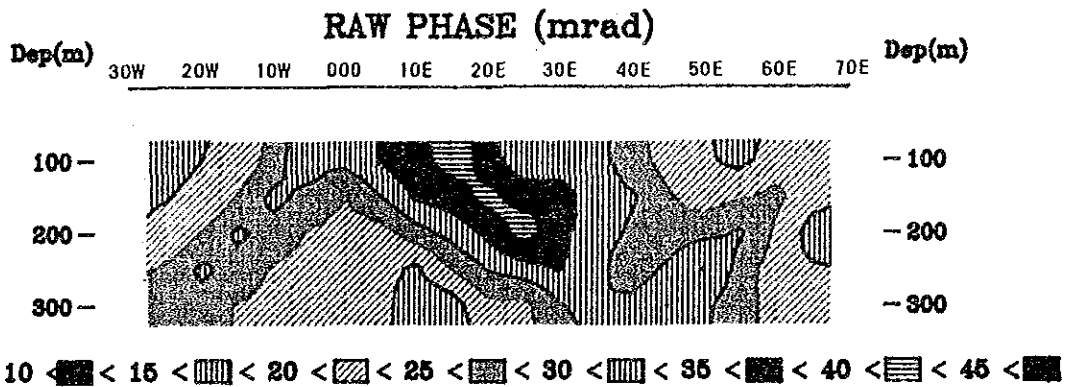 RAW PHASE (mrad)
Dep(m) Dep(m)
30W 20W 10W 000 10E 20E 30E 40E 50E 60E 70E
100 – – 100
200 – – 200
300 – – 300
10 < < 15 < < 20 < < 25 < < 30 < < 35 < < 40 < < 45 <